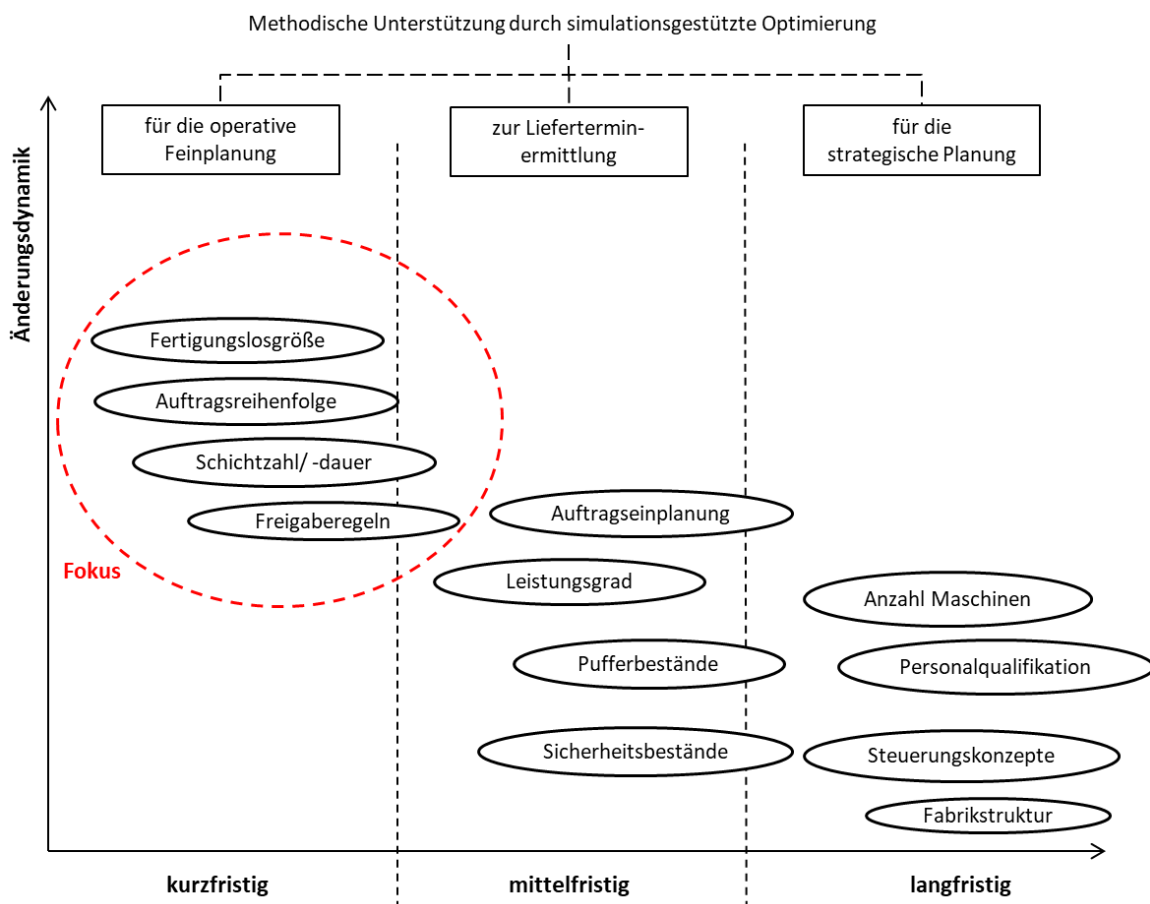 Methodische Unterstützung durch simulationsgestützte Optimierung
für die operative
Feinplanung
zur Liefertermin-
ermittlung
für die
strategische Planung
Änderungsdynamik
Fertigungslosgröße
Auftragsreihenfolge
Schichtzahl/ -dauer
Freigaberegeln
Fokus
Auftragseinplanung
Leistungsgrad
Pufferbestände
Sicherheitsbestände
Anzahl Maschinen
Personalqualifikation
Steuerungskonzepte
Fabrikstruktur
kurzfristig
mittelfristig
langfristig